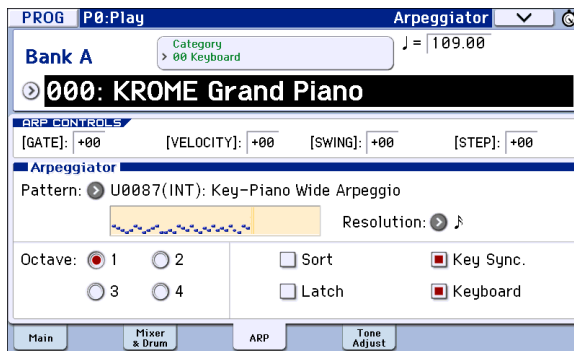 PROG P0:Play Arpeggiator
Bank A
Category
00 Keyboard
♩= 109.00
000: KROME Grand Piano
ARP CONTROLS
[GATE]: +00 [VELOCITY]: +00 [SWING]: +00 [STEP]: +00
Arpeggiator
Pattern: U0087(INT): Key-Piano Wide Arpeggio
Resolution: ♪
Octave: 1 2 Sort Key Sync.
3 4 Latch Keyboard
Main Mixer & Drum ARP Tone Adjust